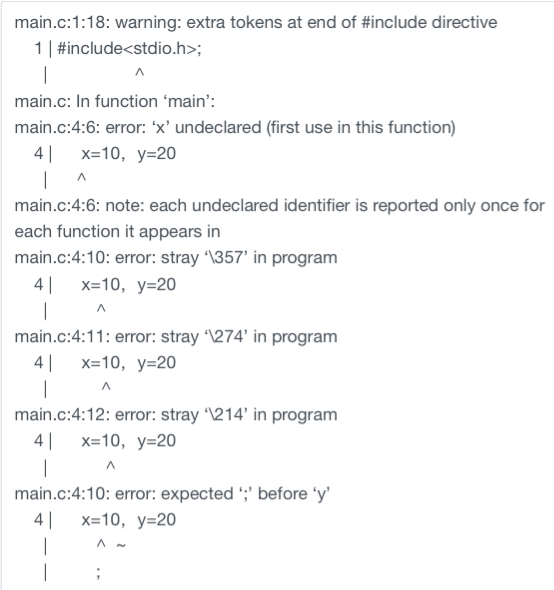 main.c:1:18: warning: extra tokens at end of #include directive
1 | #include<stdio.h>;
| ^
main.c: In function ‘main’:
main.c:4:6: error: ‘x’ undeclared (first use in this function)
4 | x=10, y=20
| ^
main.c:4:6: note: each undeclared identifier is reported only once for
each function it appears in
main.c:4:10: error: stray ‘\357’ in program
4 | x=10, y=20
| ^
main.c:4:11: error: stray ‘\274’ in program
4 | x=10, y=20
| ^
main.c:4:12: error: stray ‘\214’ in program
4 | x=10, y=20
| ^
main.c:4:10: error: expected ‘;’ before ‘y’
4 | x=10, y=20
| ^ ~
| ;